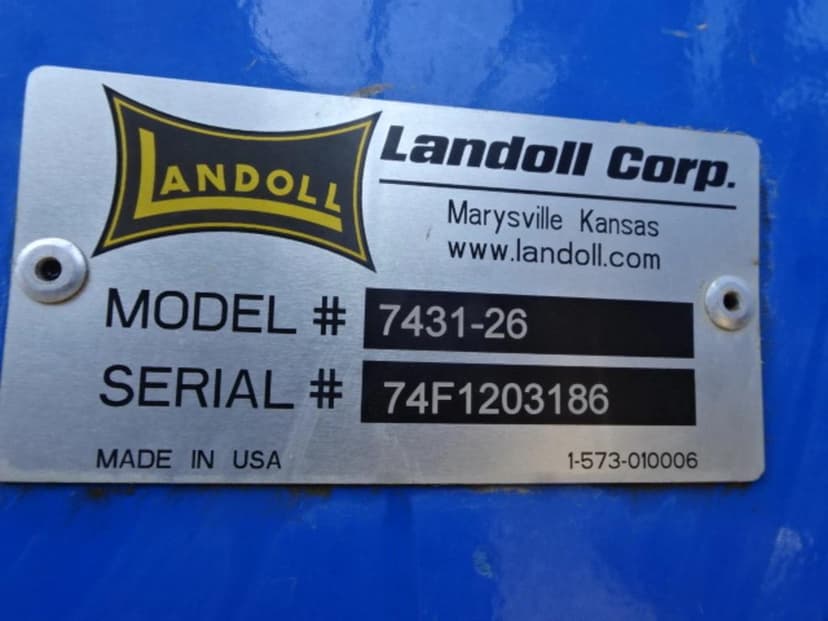 LANDOLL
Landoll Corp.
Marysville Kansas
www.landoll.com
MODEL # 7431-26
SERIAL # 74F1203186
MADE IN USA 1-573-010006